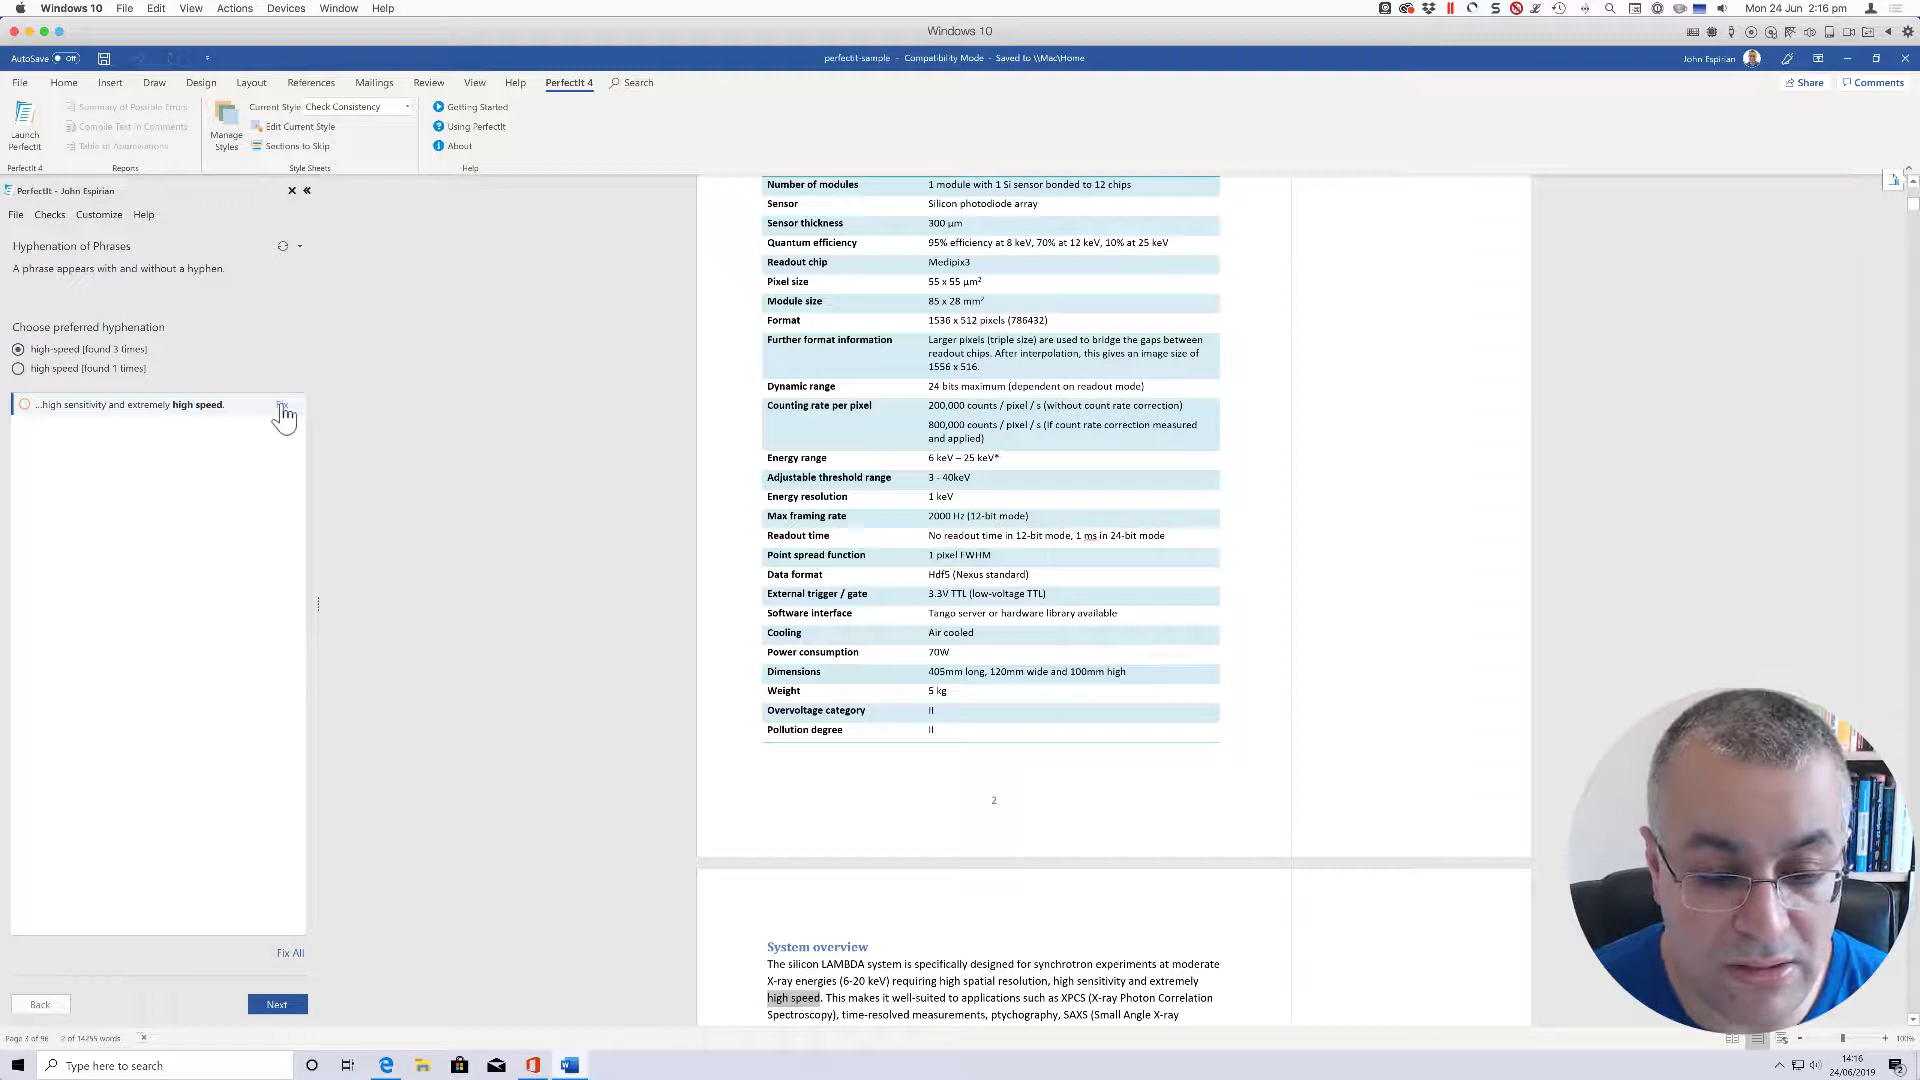 Windows 10 File Edit View Actions Devices Window Help Mon 24 Jun 2:16 pm
Windows 10
AutoSave Off perfectit-sample - Compatibility Mode - Saved to \\Mac\Home John Espirian
File Home Insert Draw Design Layout References Mailings Review View Help PerfectIt 4 Search Share Comments
Launch PerfectIt
Summary of Possible Errors
Compile Text in Comments
Table of Abbreviations
Manage Styles
Current Style Check Consistency
Edit Current Style
Sections to Skip
Getting Started
Using PerfectIt
About
PerfectIt 4 Reports Style Sheets Help
PerfectIt - John Espirian
File Checks Customize Help
Hyphenation of Phrases
A phrase appears with and without a hyphen.
Choose preferred hyphenation
high-speed [found 3 times]
high speed [found 1 times]
...high sensitivity and extremely high speed. Fix
Fix All
Back Next
Number of modules 1 module with 1 Si sensor bonded to 12 chips
Sensor Silicon photodiode array
Sensor thickness 300 µm
Quantum efficiency 95% efficiency at 8 keV, 70% at 12 keV, 10% at 25 keV
Readout chip Medipix3
Pixel size 55 x 55 µm²
Module size 85 x 28 mm²
Format 1536 x 512 pixels (786432)
Further format information Larger pixels (triple size) are used to bridge the gaps between
readout chips. After interpolation, this gives an image size of
1556 x 516.
Dynamic range 24 bits maximum (dependent on readout mode)
Counting rate per pixel 200,000 counts / pixel / s (without count rate correction)
800,000 counts / pixel / s (if count rate correction measured
and applied)
Energy range 6 keV – 25 keV*
Adjustable threshold range 3 - 40keV
Energy resolution 1 keV
Max framing rate 2000 Hz (12-bit mode)
Readout time No readout time in 12-bit mode, 1 ms in 24-bit mode
Point spread function 1 pixel FWHM
Data format Hdf5 (Nexus standard)
External trigger / gate 3.3V TTL (low-voltage TTL)
Software interface Tango server or hardware library available
Cooling Air cooled
Power consumption 70W
Dimensions 405mm long, 120mm wide and 100mm high
Weight 5 kg
Overvoltage category II
Pollution degree II
2
System overview
The silicon LAMBDA system is specifically designed for synchrotron experiments at moderate
X-ray energies (6-20 keV) requiring high spatial resolution, high sensitivity and extremely
high speed. This makes it well-suited to applications such as XPCS (X-ray Photon Correlation
Spectroscopy), time-resolved measurements, ptychography, SAXS (Small Angle X-ray
Page 3 of 96 2 of 14255 words 100%
Type here to search 14:16
24/06/2019